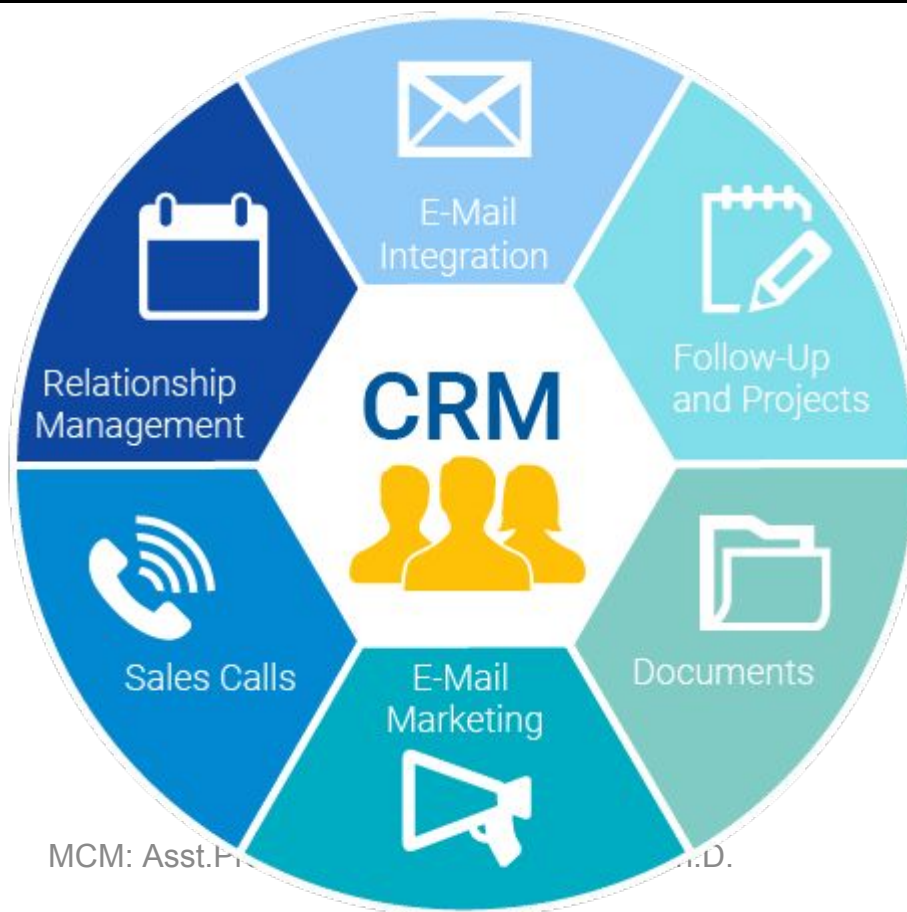 E-Mail
Integration
Follow-Up
and Projects
Relationship
Management
CRM
Sales Calls
E-Mail
Marketing
Documents
MCM: Asst.
.D.